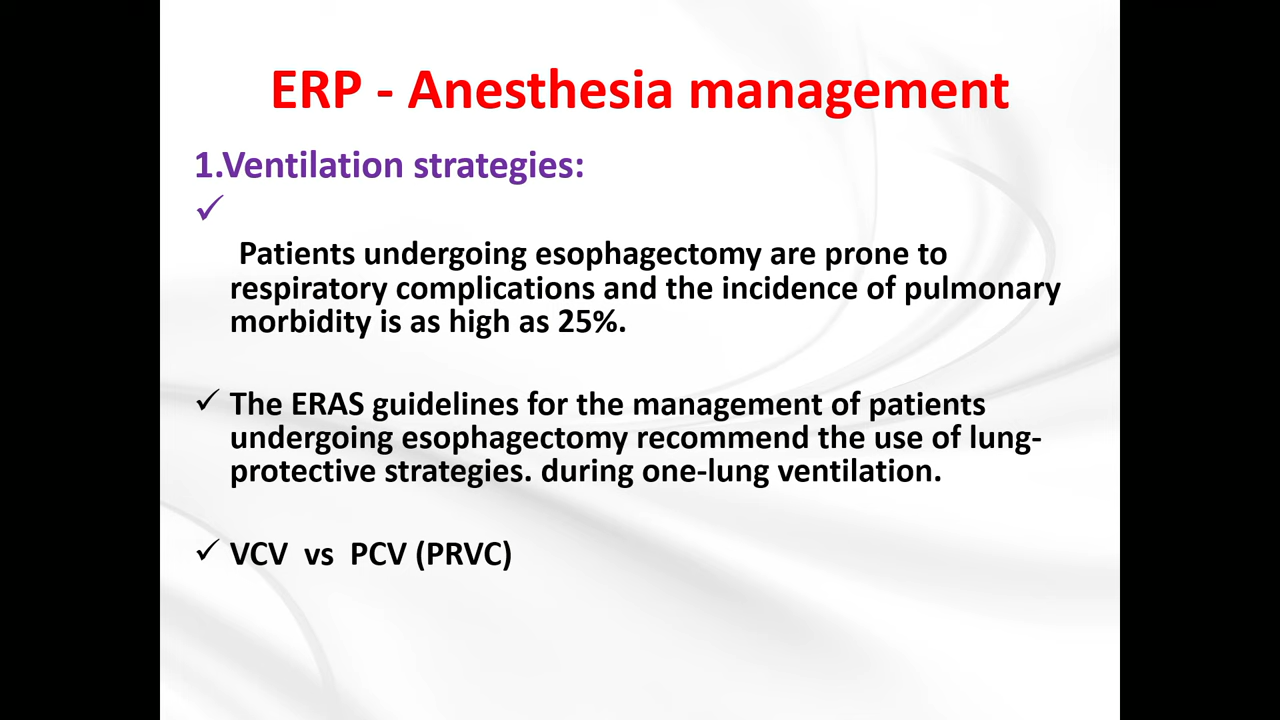 ERP - Anesthesia management
1.Ventilation strategies:
✓
Patients undergoing esophagectomy are prone to
respiratory complications and the incidence of pulmonary
morbidity is as high as 25%.
✓ The ERAS guidelines for the management of patients
undergoing esophagectomy recommend the use of lung-
protective strategies. during one-lung ventilation.
✓ VCV vs PCV (PRVC)